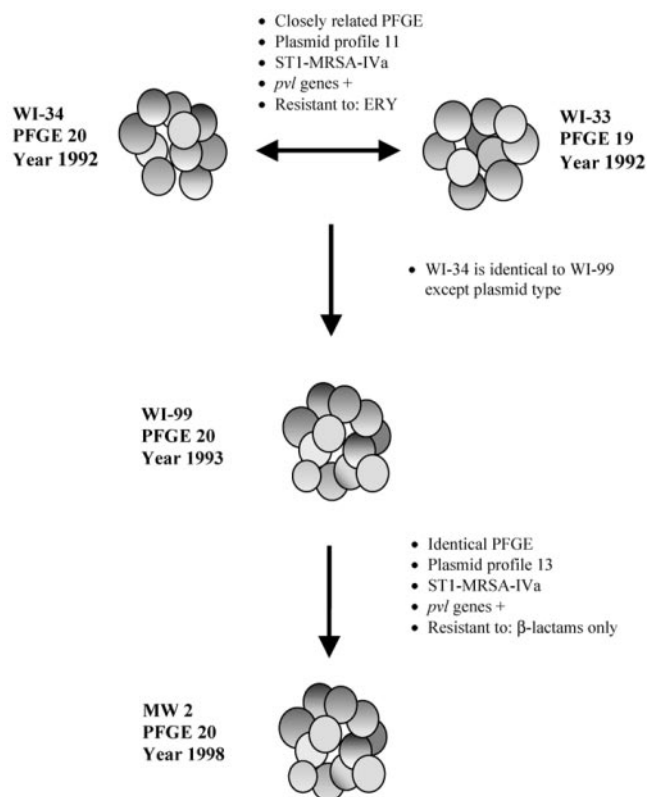 • Closely related PFGE
• Plasmid profile 11
• ST1-MRSA-IVa
• pvl genes +
• Resistant to: ERY
WI-34
PFGE 20
Year 1992
WI-33
PFGE 19
Year 1992
• WI-34 is identical to WI-99
except plasmid type
WI-99
PFGE 20
Year 1993
• Identical PFGE
• Plasmid profile 13
• ST1-MRSA-IVa
• pvl genes +
• Resistant to: β-lactams only
MW 2
PFGE 20
Year 1998